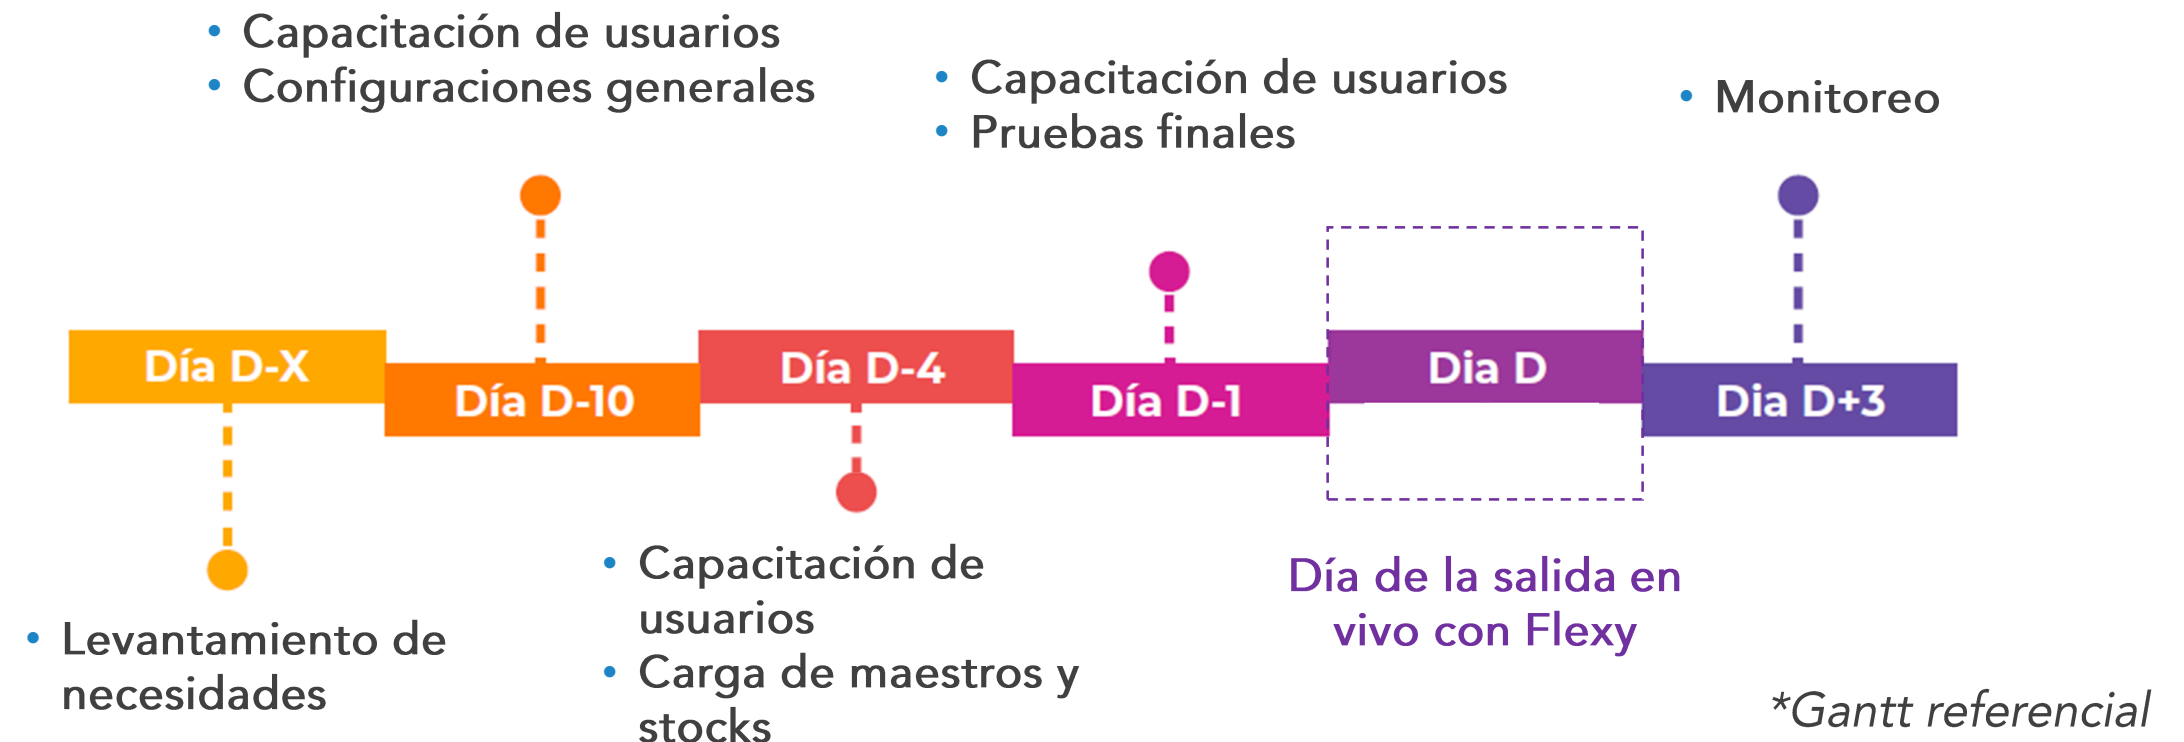 • Capacitación de usuarios
• Configuraciones generales
• Capacitación de usuarios
• Pruebas finales
• Monitoreo
Día D-X
Día D-10
Día D-4
Día D-1
Dia D
Dia D+3
• Levantamiento de
necesidades
• Capacitación de
usuarios
• Carga de maestros y
stocks
Día de la salida en
vivo con Flexy
*Gantt referencial